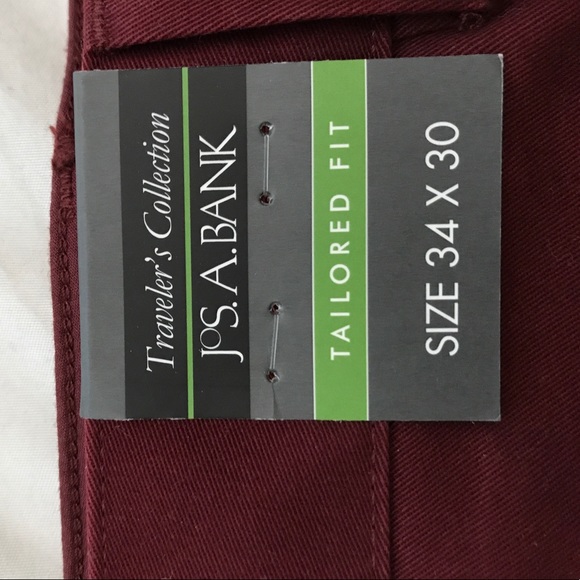 Traveler's Collection
JOS. A. BANK
TAILORED FIT
SIZE 34 X 30